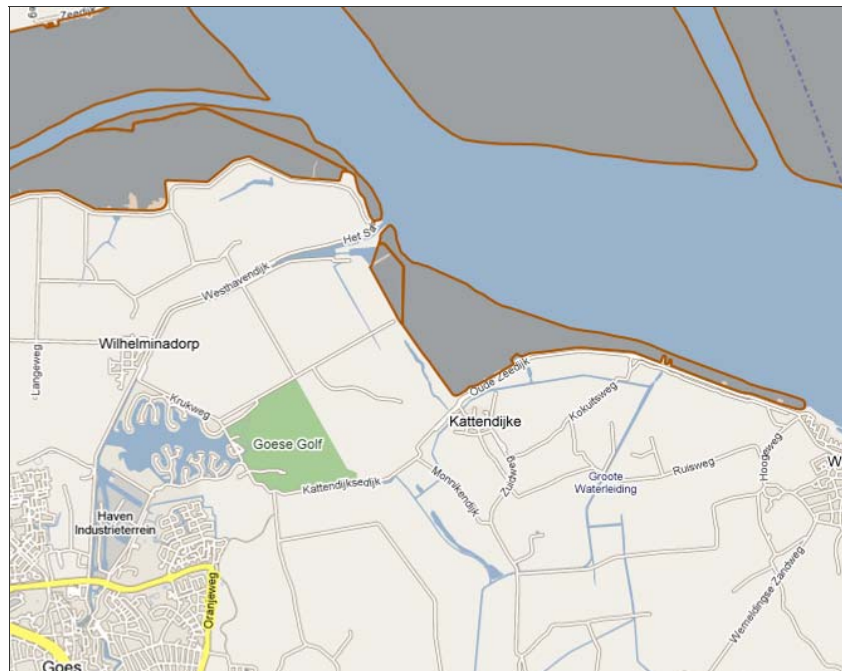 Zeedijk
Het Sa
Westhavendijk
Wilhelminadorp
Langeweg
Krukweg
Oude Zeedijk
Kattendijke
Kokuitsweg
Goese Golf
Kattendijksedijk
Monnikendijk
Zuidweg
Groote
Waterleiding
Ruisweg
Hoogeweg
W
Haven
Industrieterrein
Oranjeweg
Wemeldingse Zandweg
Goes